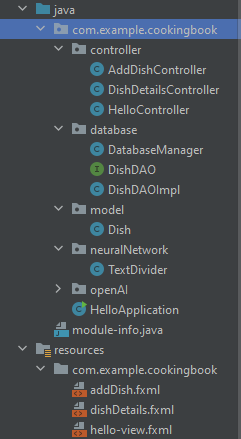 java
com.example.cookingbook
controller
AddDishController
DishDetailsController
HelloController
database
DatabaseManager
DishDAO
DishDAOImpl
model
Dish
neuralNetwork
TextDivider
openAI
HelloApplication
module-info.java
resources
com.example.cookingbook
addDish.fxml
dishDetails.fxml
hello-view.fxml